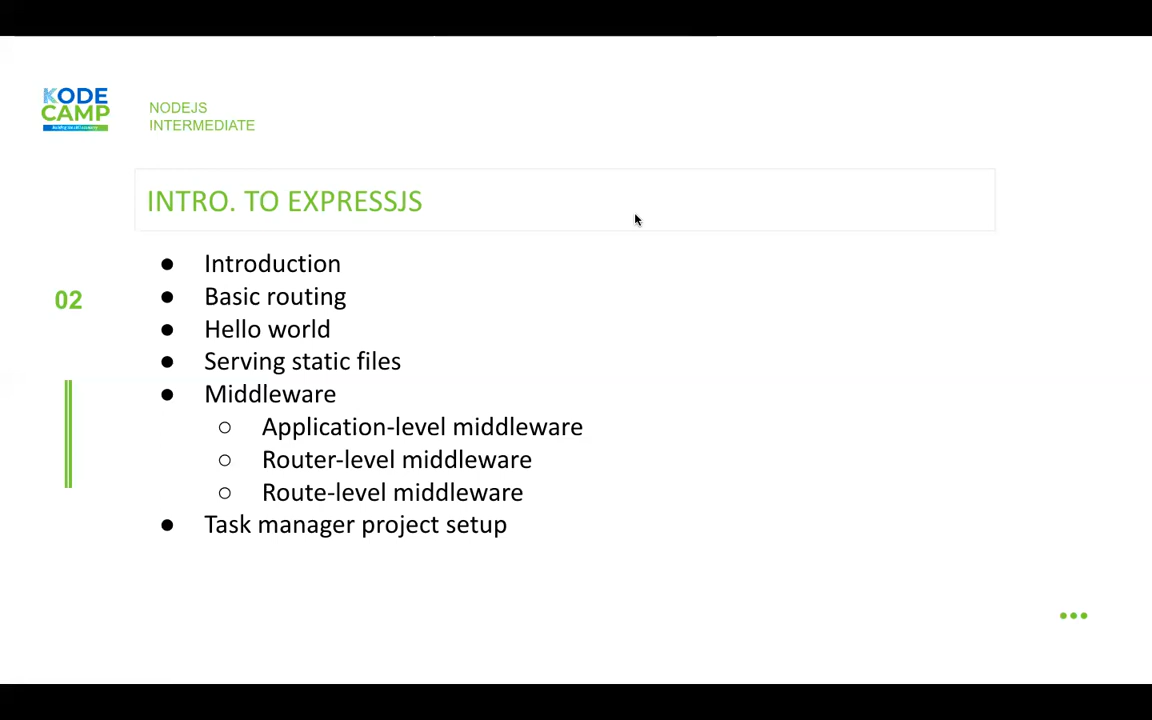 KODE
CAMP
NODEJS
INTERMEDIATE
INTRO. TO EXPRESSJS
● Introduction
● Basic routing
02
● Hello world
● Serving static files
● Middleware
○ Application-level middleware
○ Router-level middleware
○ Route-level middleware
● Task manager project setup